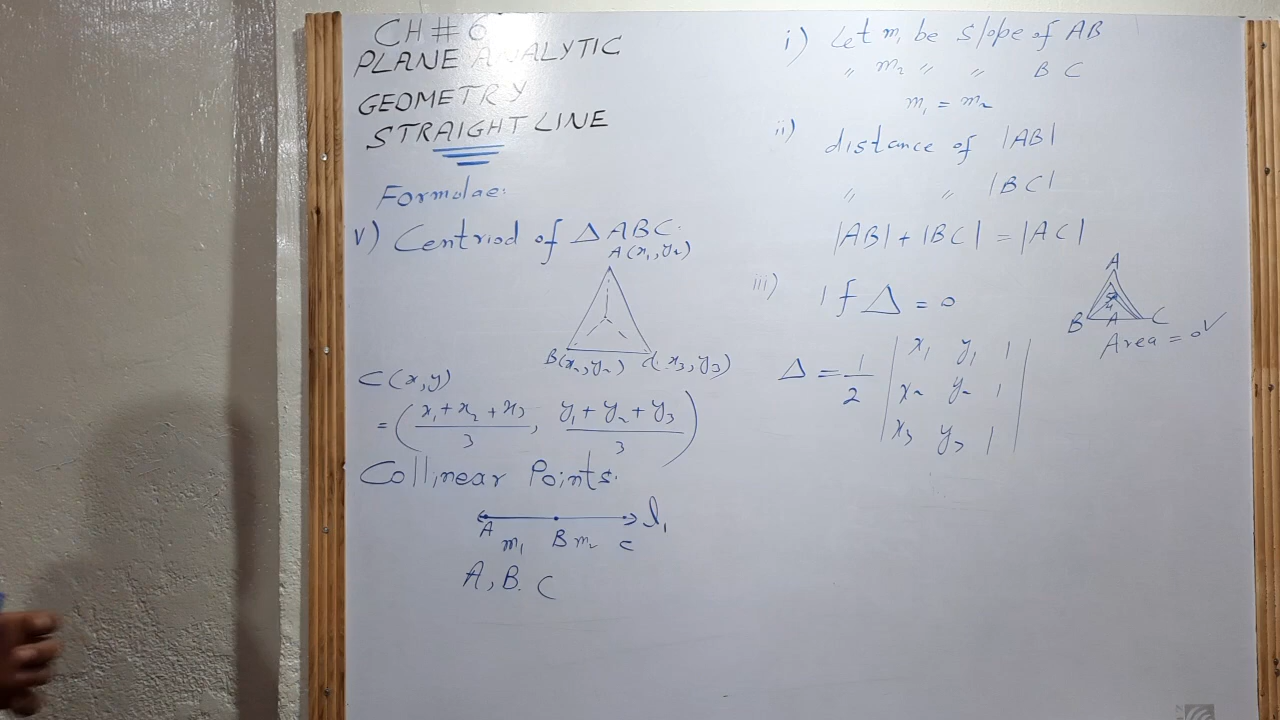 CH # 6
PLANE ANALYTIC
GEOMETRY
STRAIGHT LINE
Formulae:
V) Centriod of Δ ABC.
A(x₁, y₂)
B(x₂, y₂) C(x₃, y₃)
C(x, y)
= ( x₁ + x₂ + x₃ / 3 , y₁ + y₂ + y₃ / 3 )
Collinear Points.
A B C l₁
m₁ m₂
A, B. C
i) Let m₁ be slope of AB
〃 m₂ 〃 〃 BC
m₁ = m₂
ii) distance of |AB|
〃 〃 |BC|
|AB| + |BC| = |AC|
iii) If Δ = 0
A
B A C
Area = 0 ✓
Δ = 1/2 | x₁ y₁ 1 |
| x₂ y₂ 1 |
| x₃ y₃ 1 |